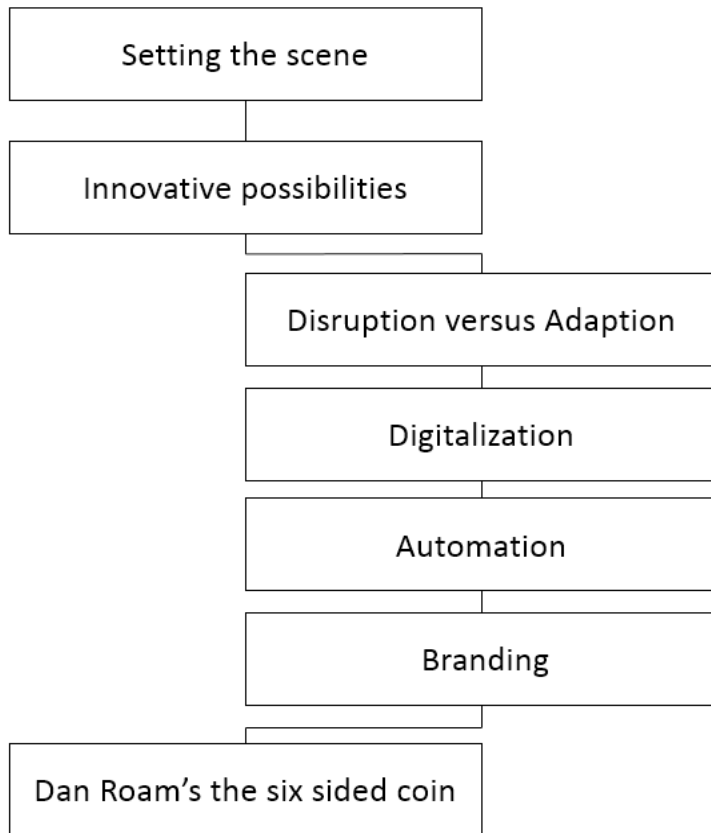 Setting the scene
Innovative possibilities
Disruption versus Adaption
Digitalization
Automation
Branding
Dan Roam’s the six sided coin